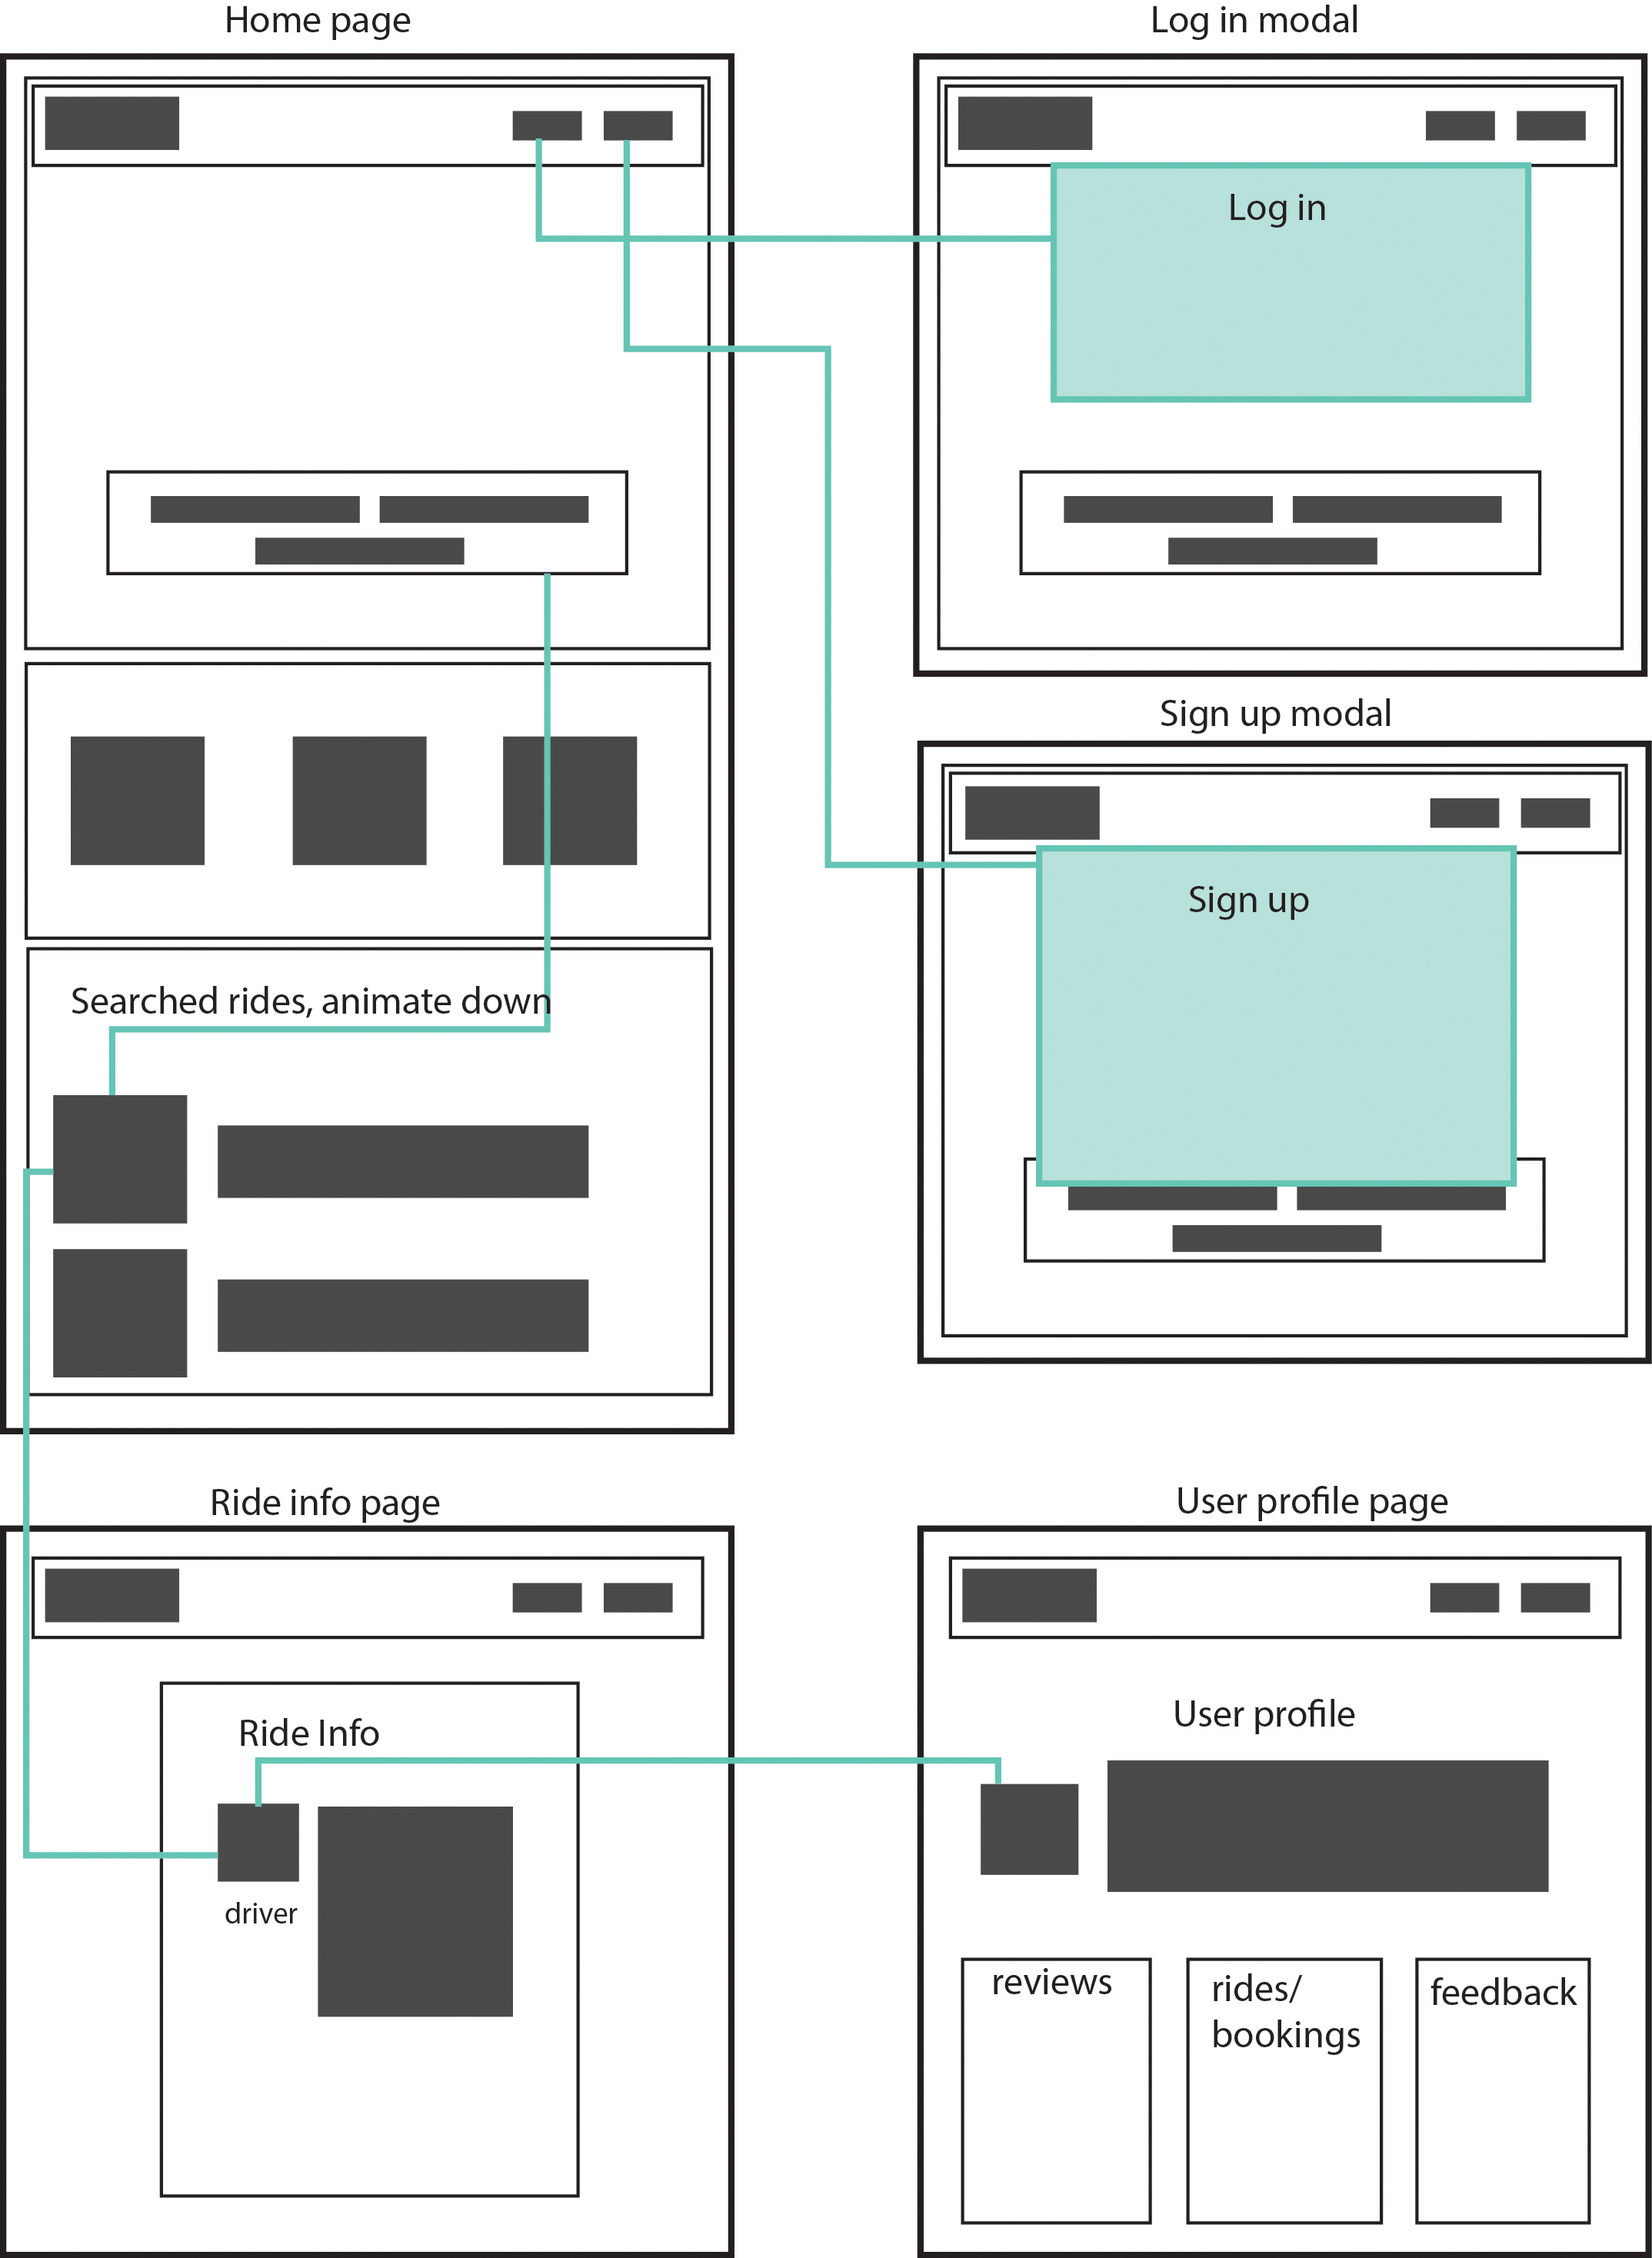 Home page
Log in modal
Log in
Sign up modal
Sign up
Searched rides, animate down
Ride info page
User profile page
Ride Info
driver
User profile
reviews
rides/
bookings
feedback